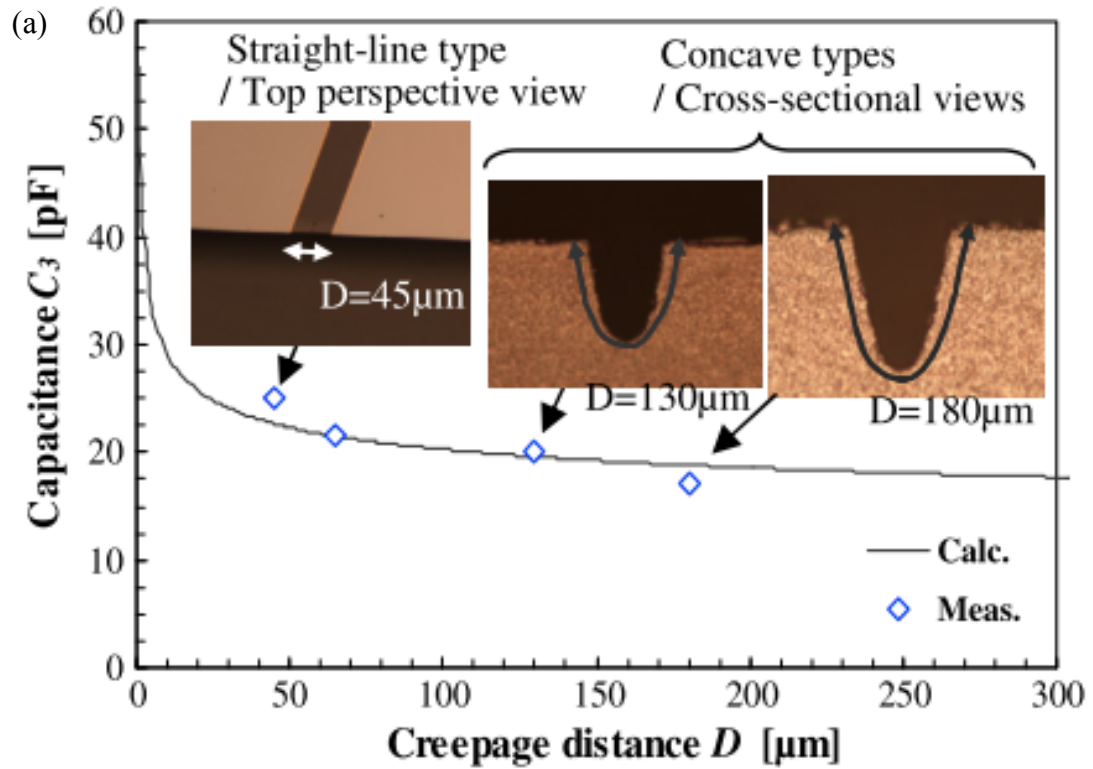 (a)
Straight-line type
/ Top perspective view
Concave types
/ Cross-sectional views
D=45μm
D=130μm
D=180μm
Capacitance C3 [pF]
60
50
40
30
20
10
0
Calc.
Meas.
0 50 100 150 200 250 300
Creepage distance D [μm]